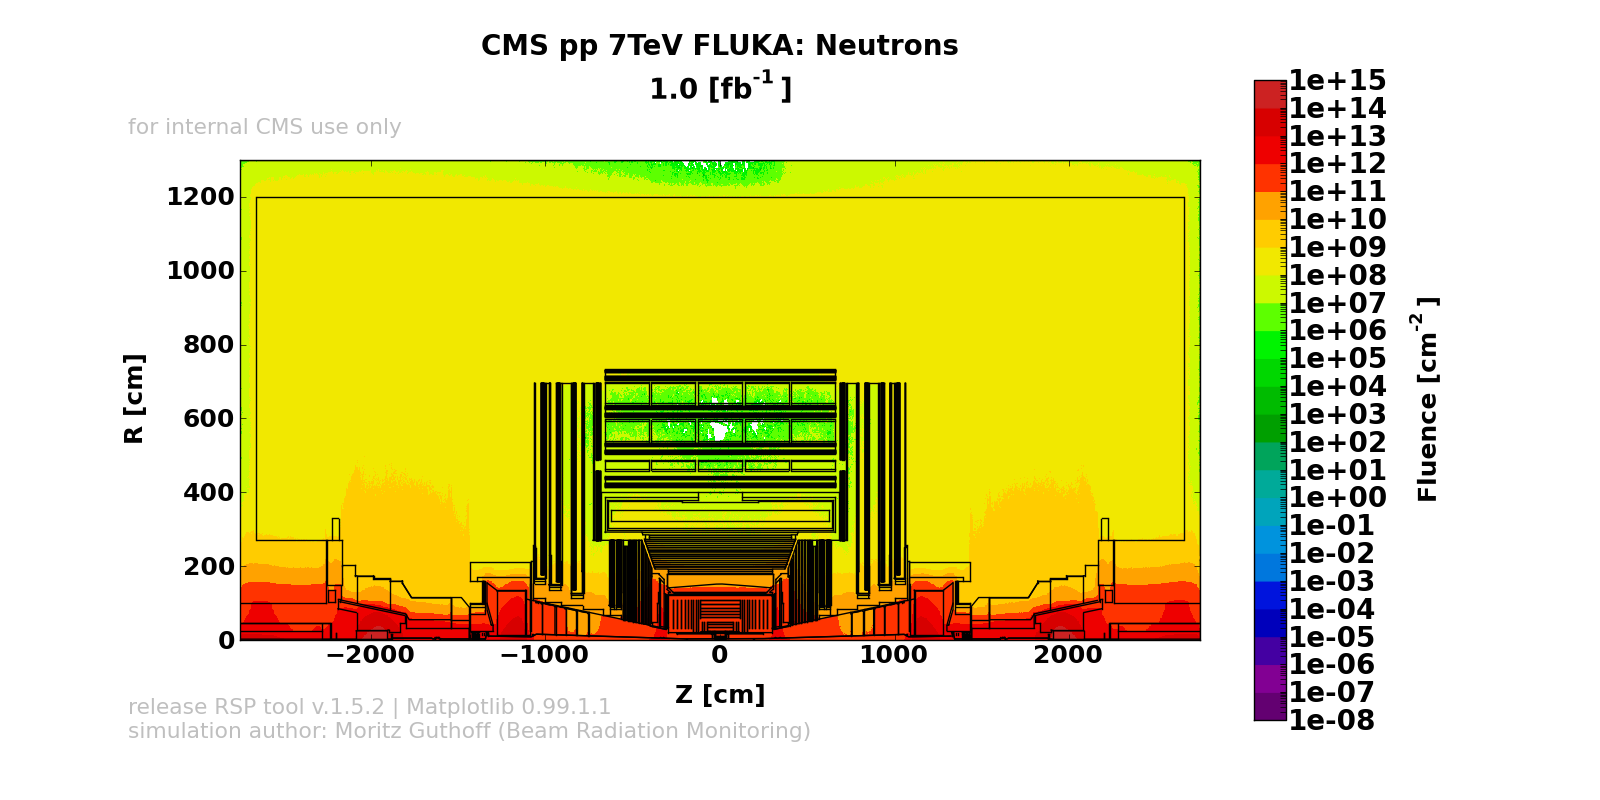 CMS pp 7TeV FLUKA: Neutrons
1.0 [fb⁻¹]
for internal CMS use only
1e+15
1e+14
1e+13
1e+12
1e+11
1e+10
1e+09
1e+08
1e+07
1e+06
1e+05
1e+04
1e+03
1e+02
1e+01
1e+00
1e-01
1e-02
1e-03
1e-04
1e-05
1e-06
1e-07
1e-08
Fluence [cm⁻²]
1200
1000
800
600
400
200
0
R [cm]
−2000 −1000 0 1000 2000
Z [cm]
release RSP tool v.1.5.2 | Matplotlib 0.99.1.1
simulation author: Moritz Guthoff (Beam Radiation Monitoring)